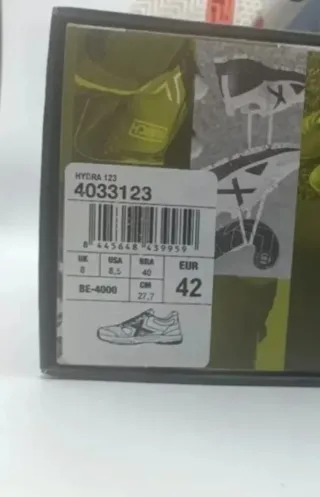 HYDRA 123
4033123
8 445648 439959
UK USA BRA EUR
8 8,5 40 42
BE-4000 CM
27,7